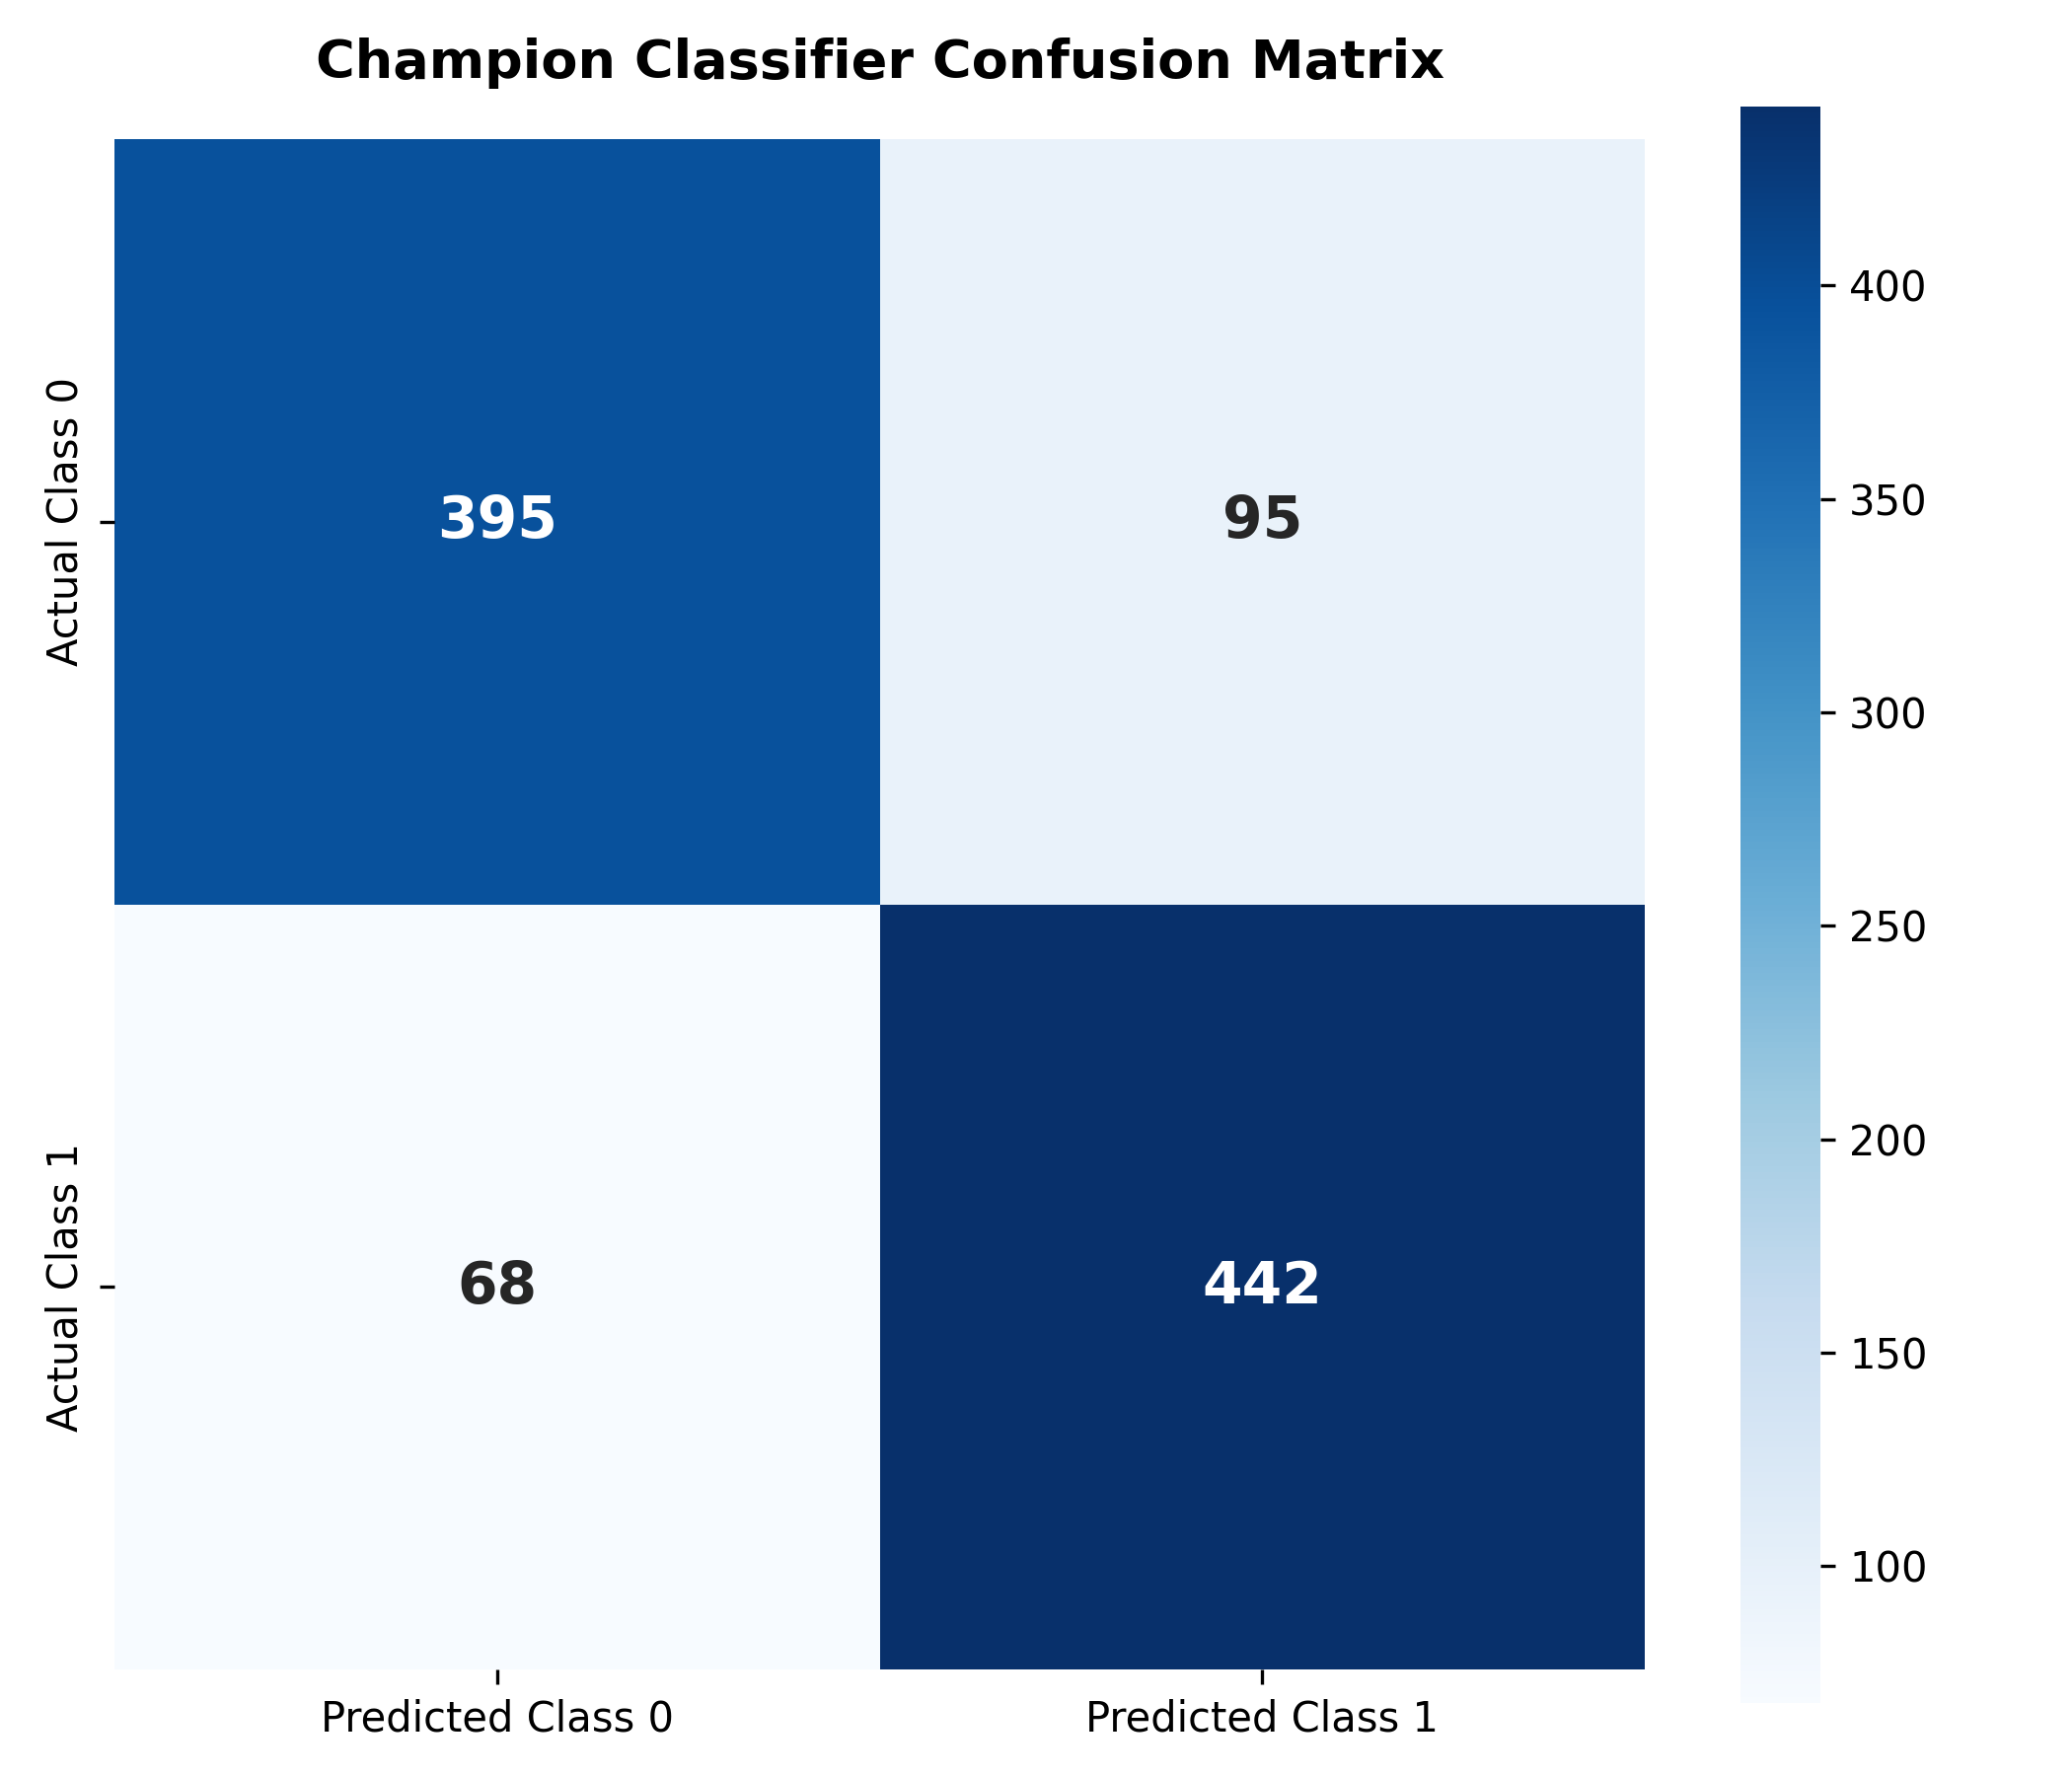 Champion Classifier Confusion Matrix
Actual Class 0
395
95
Actual Class 1
68
442
Predicted Class 0
Predicted Class 1
400
350
300
250
200
150
100